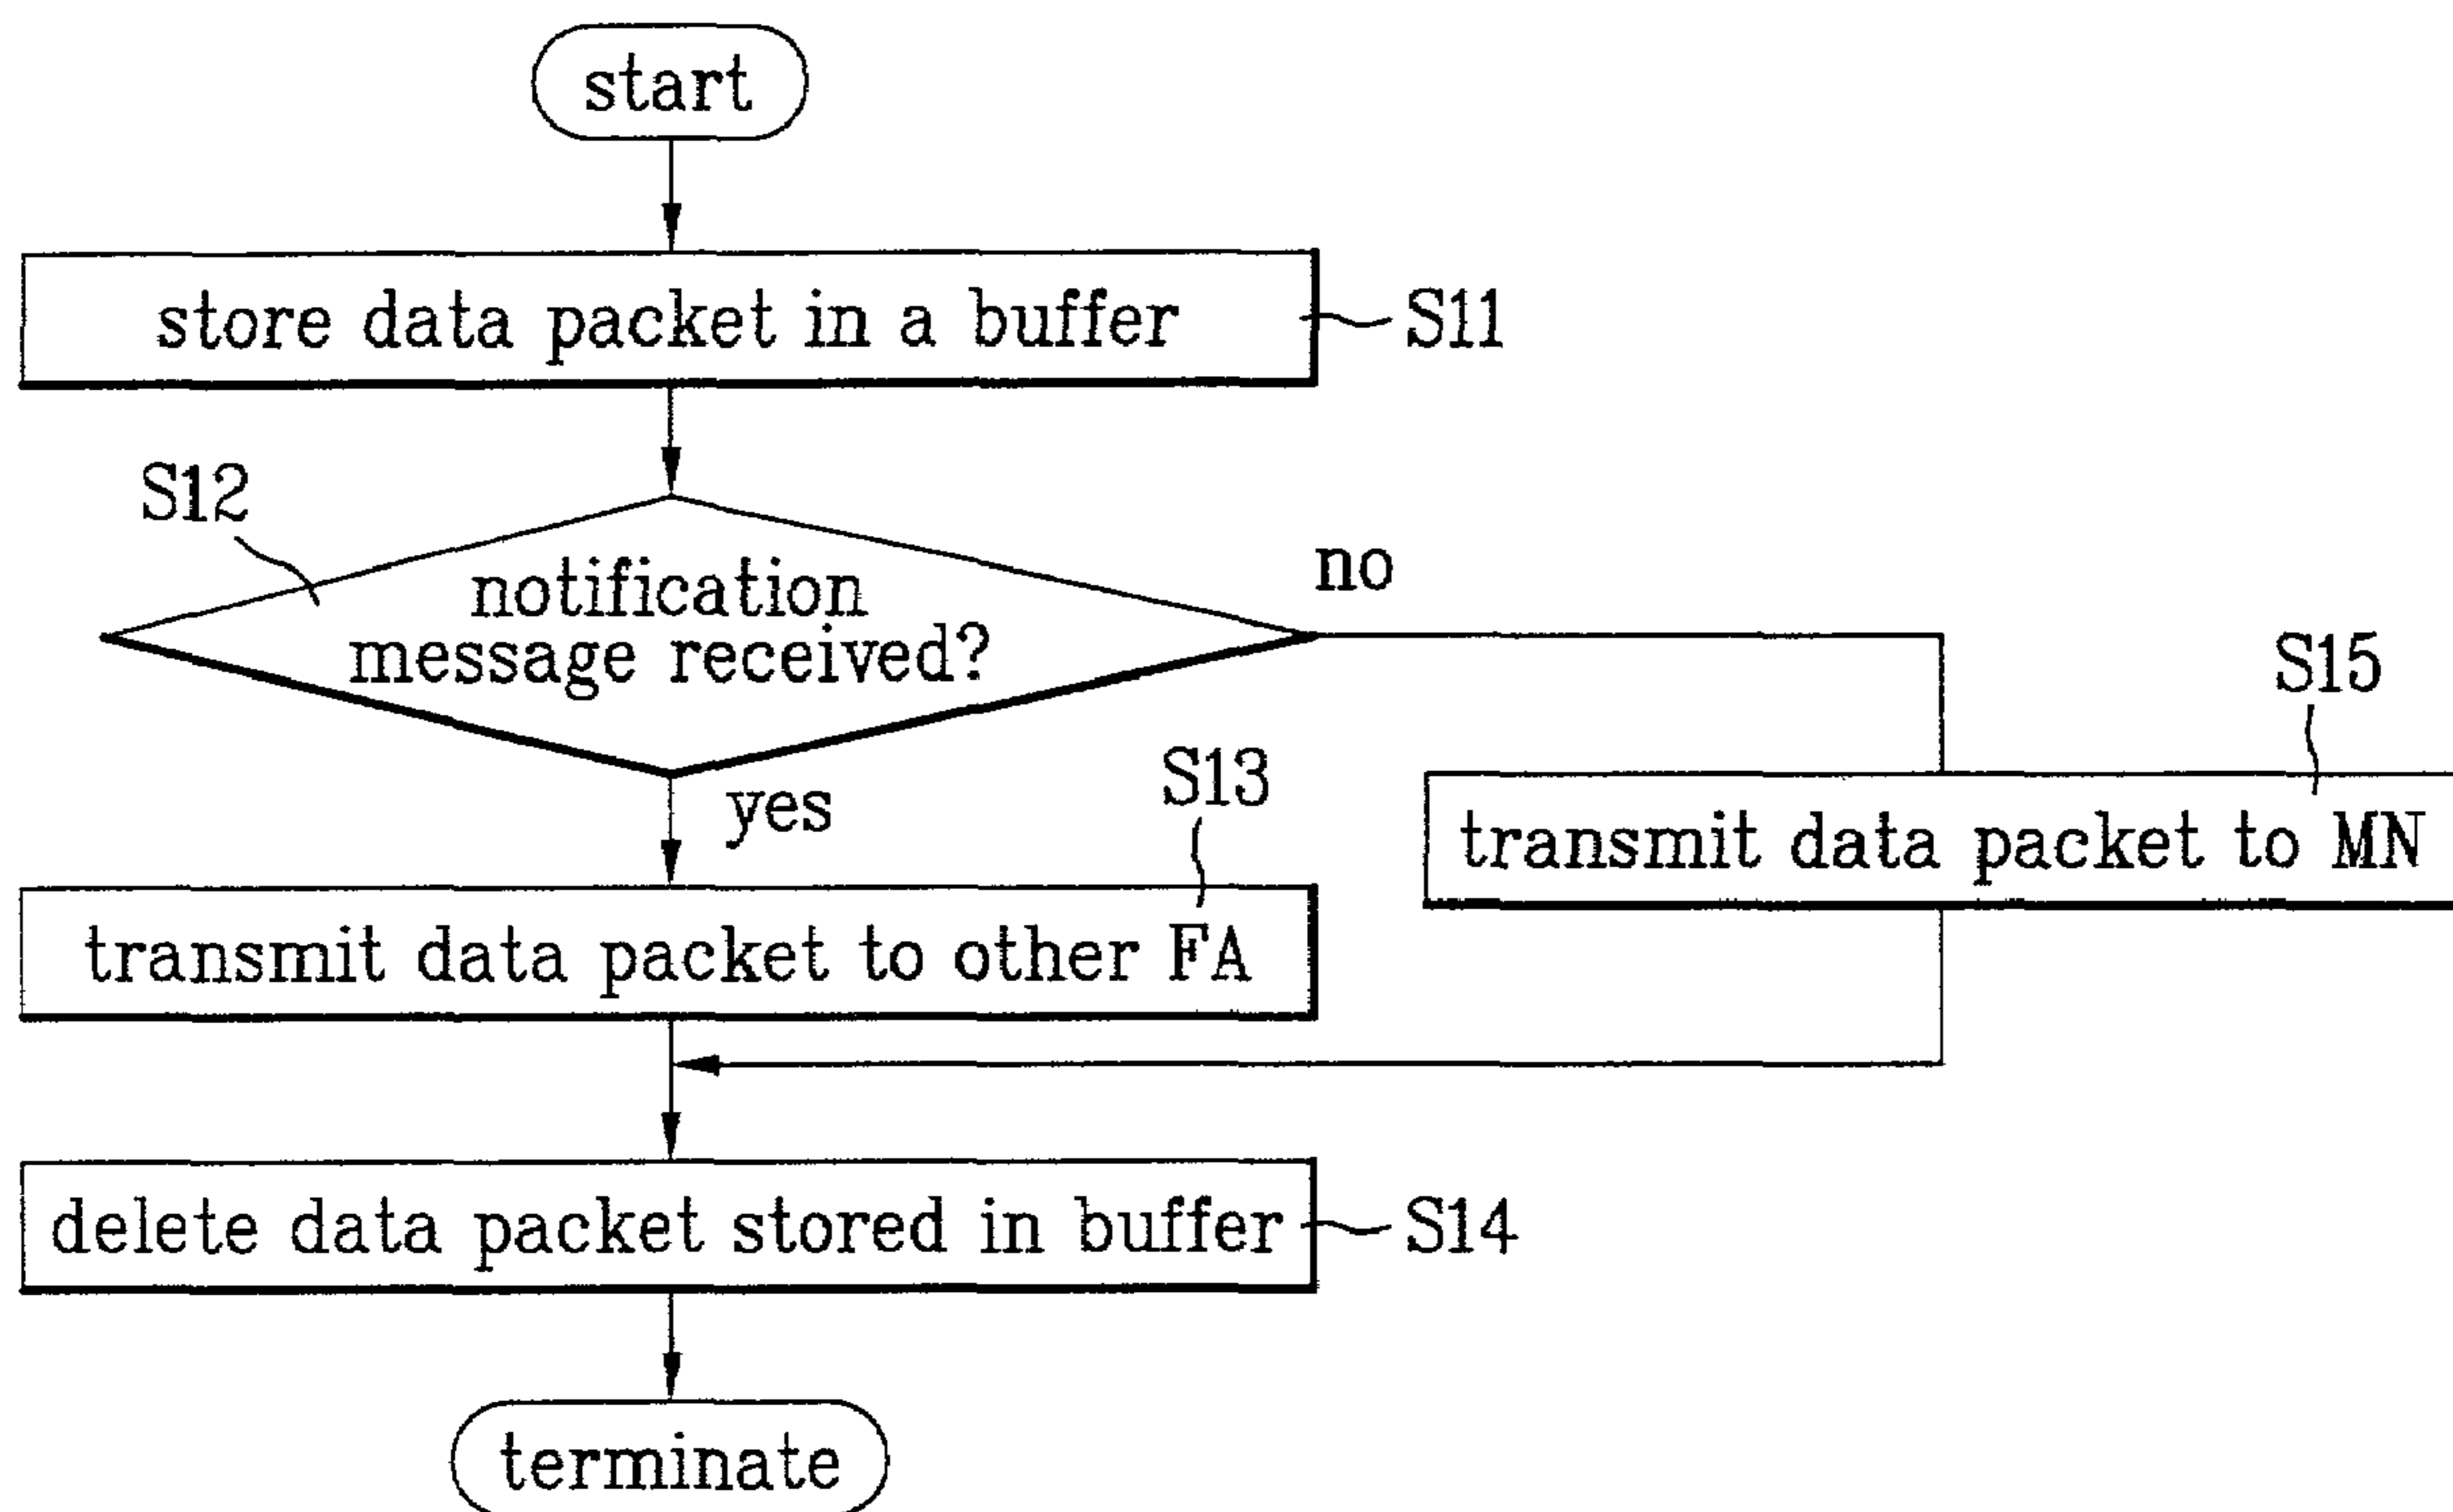 start
store data packet in a buffer
S11
S12
notification
message received?
no
yes
S13
S15
transmit data packet to MN
transmit data packet to other FA
delete data packet stored in buffer
S14
terminate